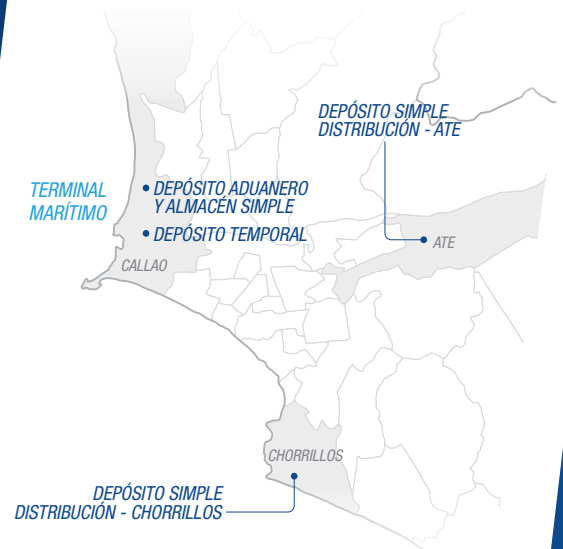 DEPÓSITO SIMPLE
DISTRIBUCIÓN - ATE
TERMINAL
MARÍTIMO
DEPÓSITO ADUANERO
Y ALMACÉN SIMPLE
DEPÓSITO TEMPORAL
ATE
CALLAO
CHORRILLOS
DEPÓSITO SIMPLE
DISTRIBUCIÓN - CHORRILLOS